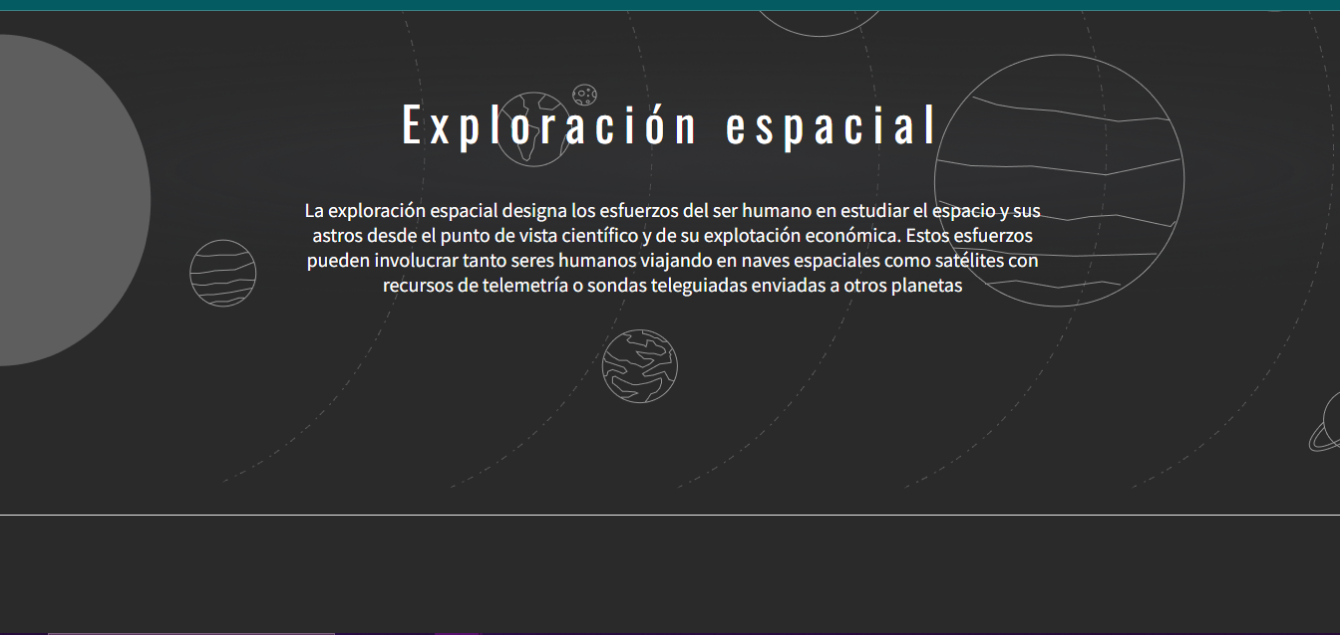 Exploración espacial
La exploración espacial designa los esfuerzos del ser humano en estudiar el espacio y sus
astros desde el punto de vista científico y de su explotación económica. Estos esfuerzos
pueden involucrar tanto seres humanos viajando en naves espaciales como satélites con
recursos de telemetría o sondas teleguiadas enviadas a otros planetas